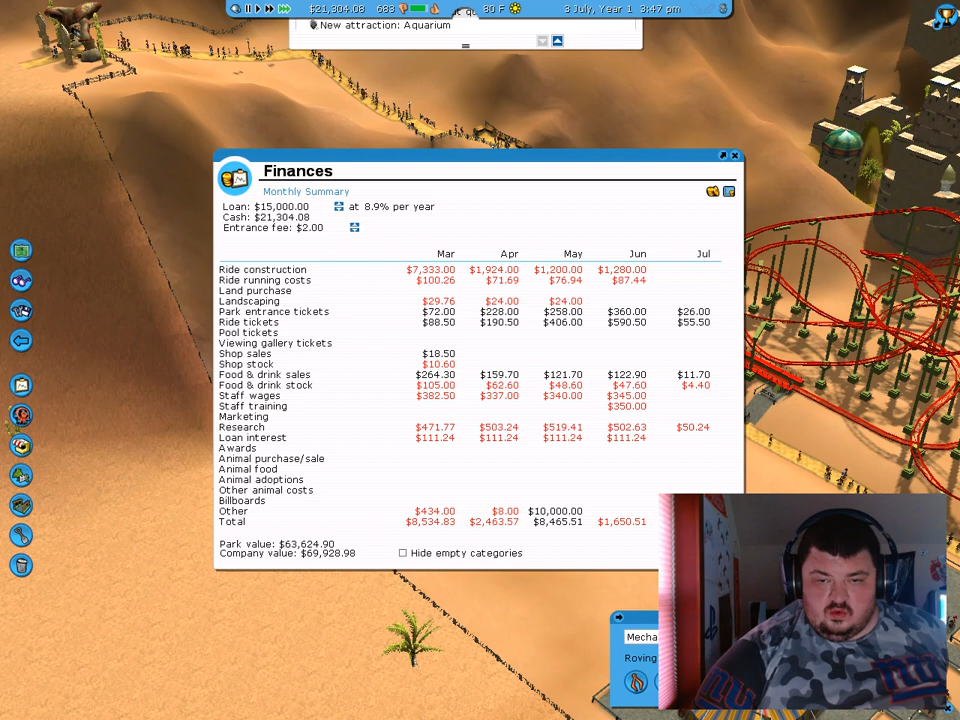 $21,304.08 683 80 F 3 July, Year 1 3:47 pm
New attraction: Aquarium
Finances
Monthly Summary
Loan: $15,000.00 at 8.9% per year
Cash: $21,304.08
Entrance fee: $2.00
Mar Apr May Jun Jul
Ride construction $7,333.00 $1,924.00 $1,200.00 $1,280.00
Ride running costs $100.26 $71.69 $76.94 $87.44
Land purchase
Landscaping $29.76 $24.00 $24.00
Park entrance tickets $72.00 $228.00 $258.00 $360.00 $26.00
Ride tickets $88.50 $190.50 $406.00 $590.50 $55.50
Pool tickets
Viewing gallery tickets
Shop sales $18.50
Shop stock $10.60
Food & drink sales $264.30 $159.70 $121.70 $122.90 $11.70
Food & drink stock $105.00 $62.60 $48.60 $47.60 $4.40
Staff wages $382.50 $337.00 $340.00 $345.00
Staff training $350.00
Marketing
Research $471.77 $503.24 $519.41 $502.63 $50.24
Loan interest $111.24 $111.24 $111.24 $111.24
Awards
Animal purchase/sale
Animal food
Animal adoptions
Other animal costs
Billboards
Other $434.00 $8.00 $10,000.00
Total $8,534.83 $2,463.57 $8,465.51 $1,650.51
Park value: $63,624.90
Company value: $69,928.98
Hide empty categories
Mecha
Roving